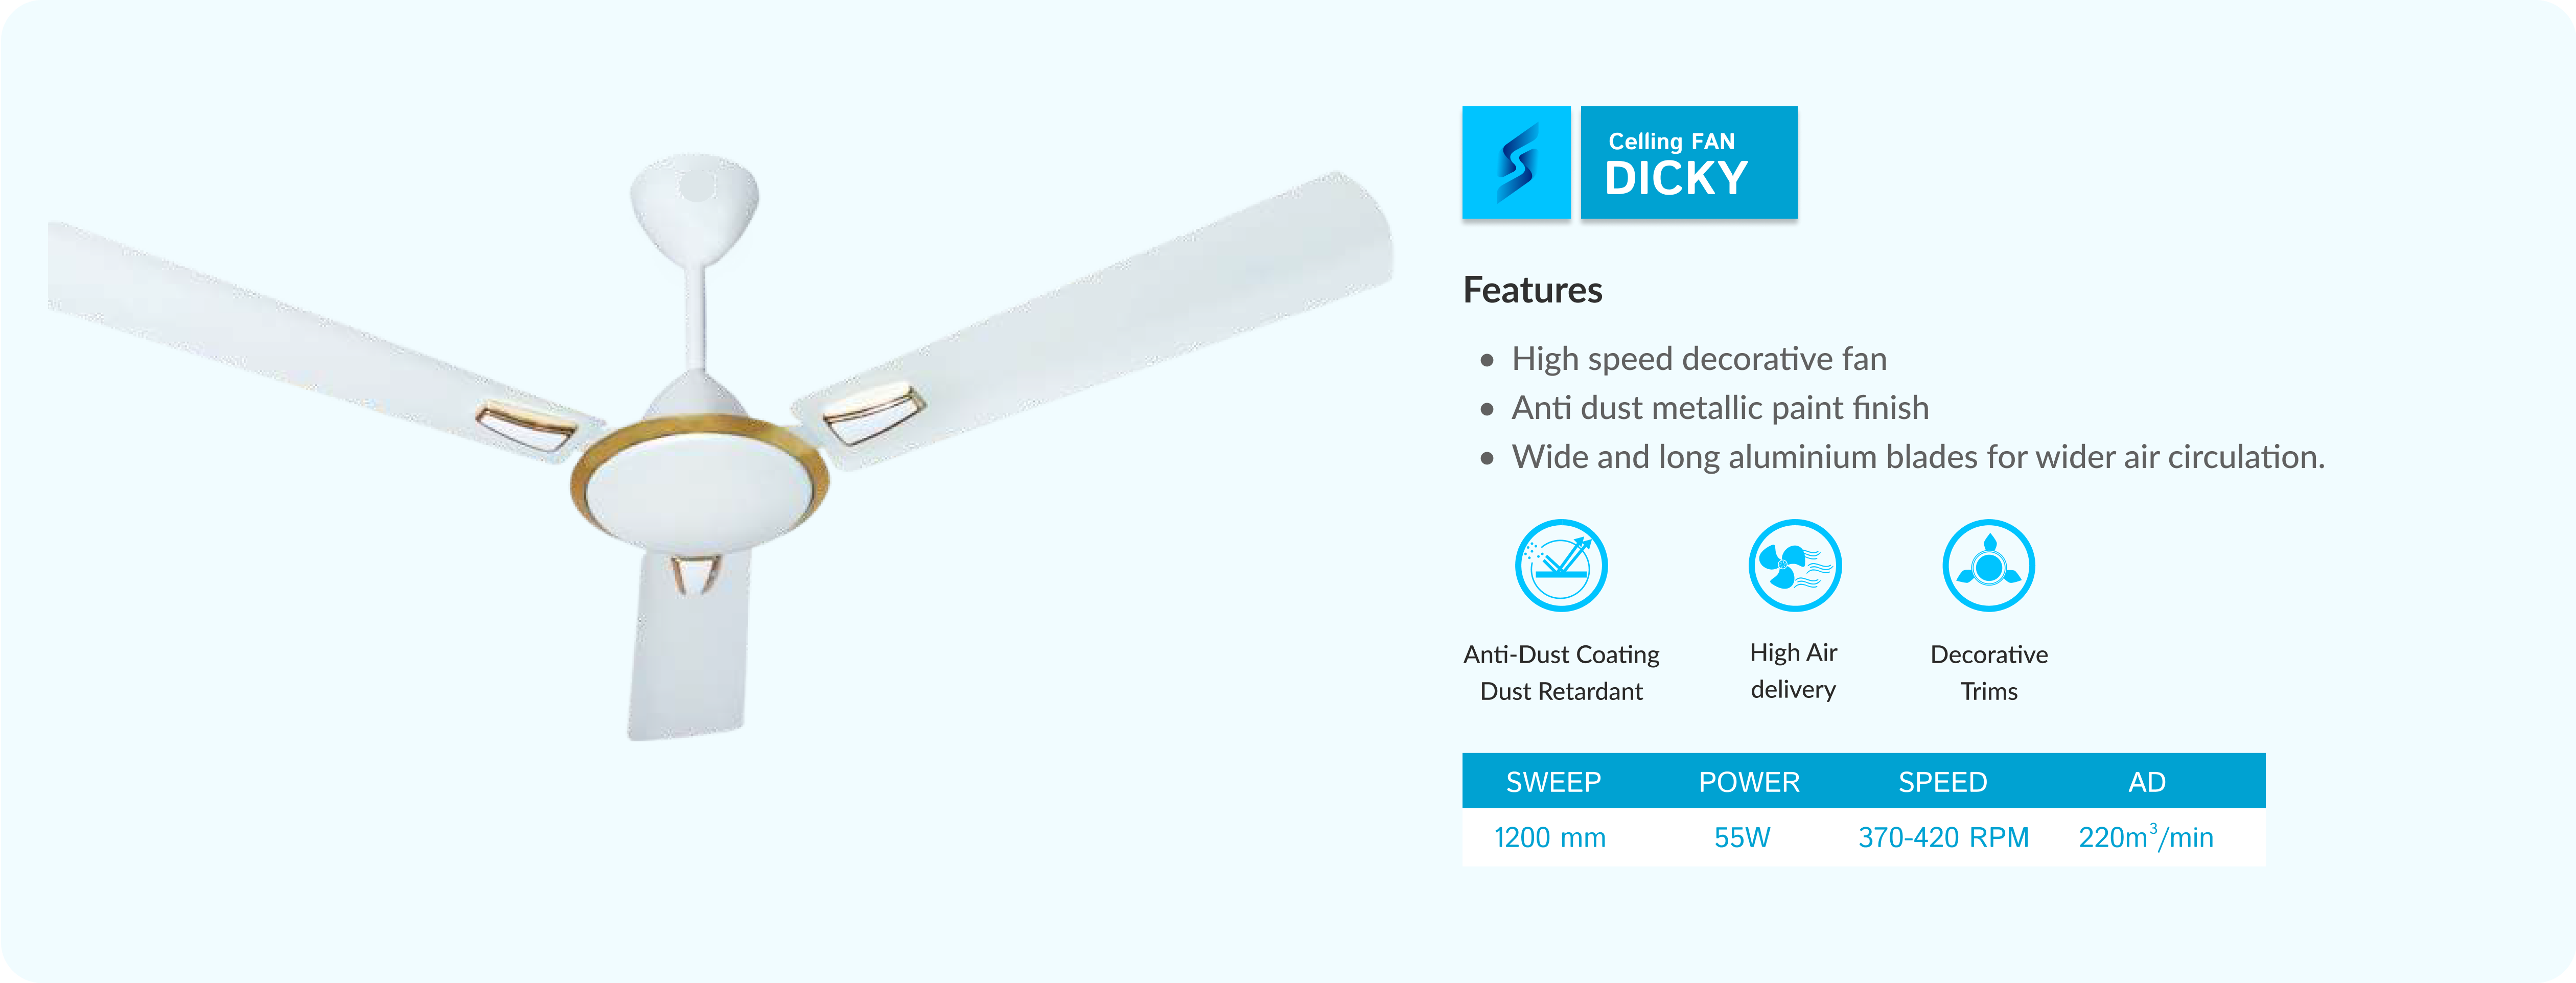 Celling FAN
DICKY
Features
• High speed decorative fan
• Anti dust metallic paint finish
• Wide and long aluminium blades for wider air circulation.
Anti-Dust Coating
Dust Retardant
High Air
delivery
Decorative
Trims
SWEEP POWER SPEED AD
1200 mm 55W 370-420 RPM 220m³/min